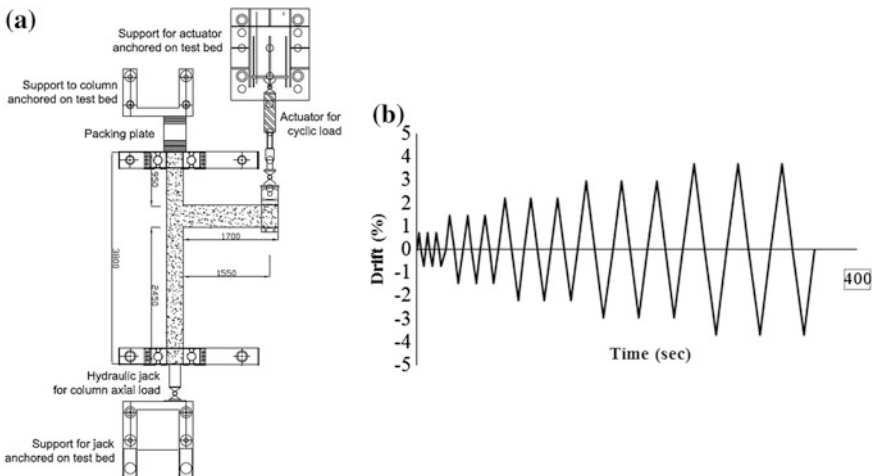 (a)
Support for actuator
anchored on test bed
Support to column
anchored on test bed
Packing plate
Actuator for
cyclic load
950
1700
1550
3800
2450
Hydraulic jack
for column axial load
Support for jack
anchored on test bed
(b)
5
4
3
2
1
0
-1
-2
-3
-4
-5
Drift (%)
400
Time (sec)